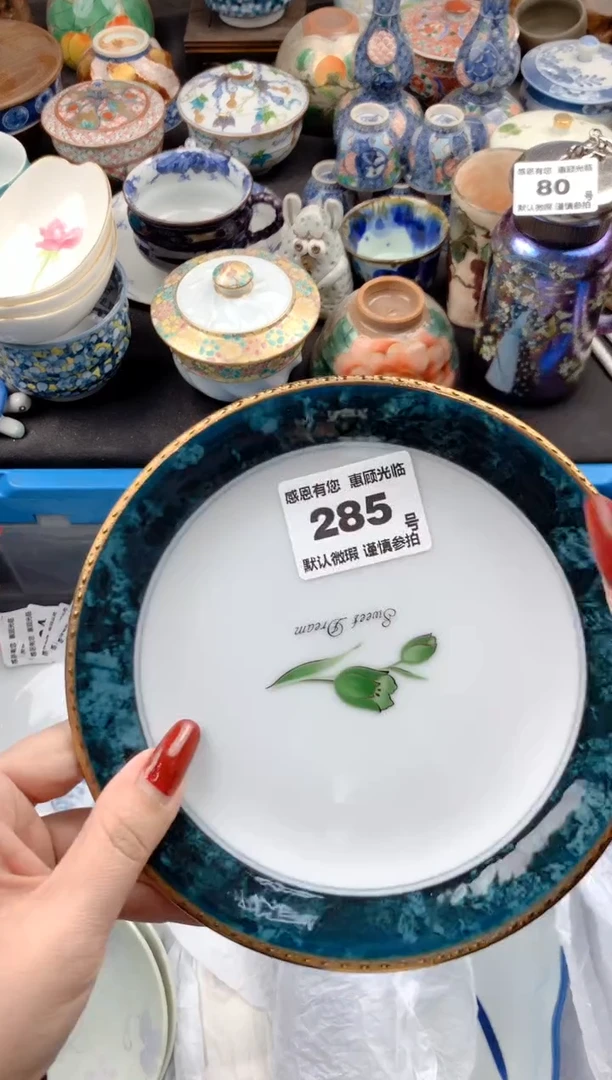 感恩有您 惠顾光临
80 号
默认微瑕 谨慎参拍
感恩有您 惠顾光临
285 号
默认微瑕 谨慎参拍
Sweet Dream